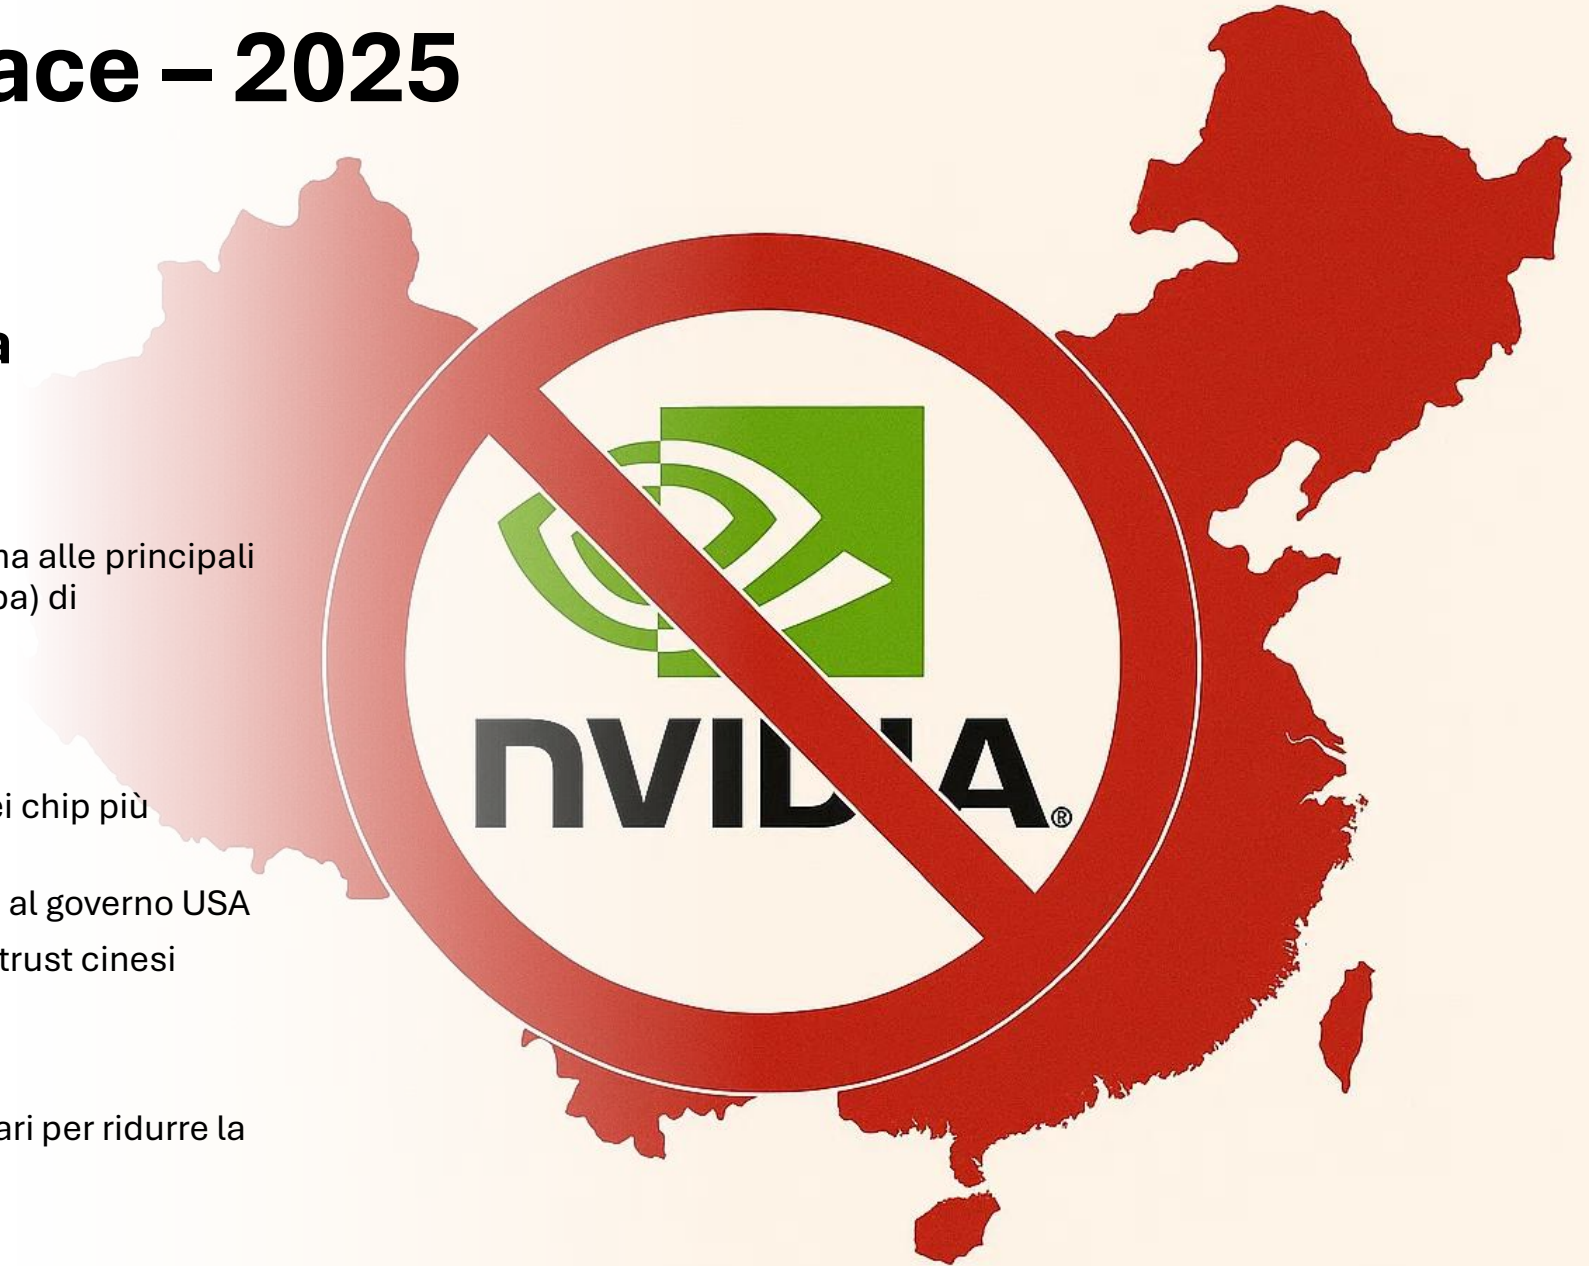 ace – 2025
a
na alle principali
pa) di
ei chip più
al governo USA
trust cinesi
ari per ridurre la
NVIDIA®